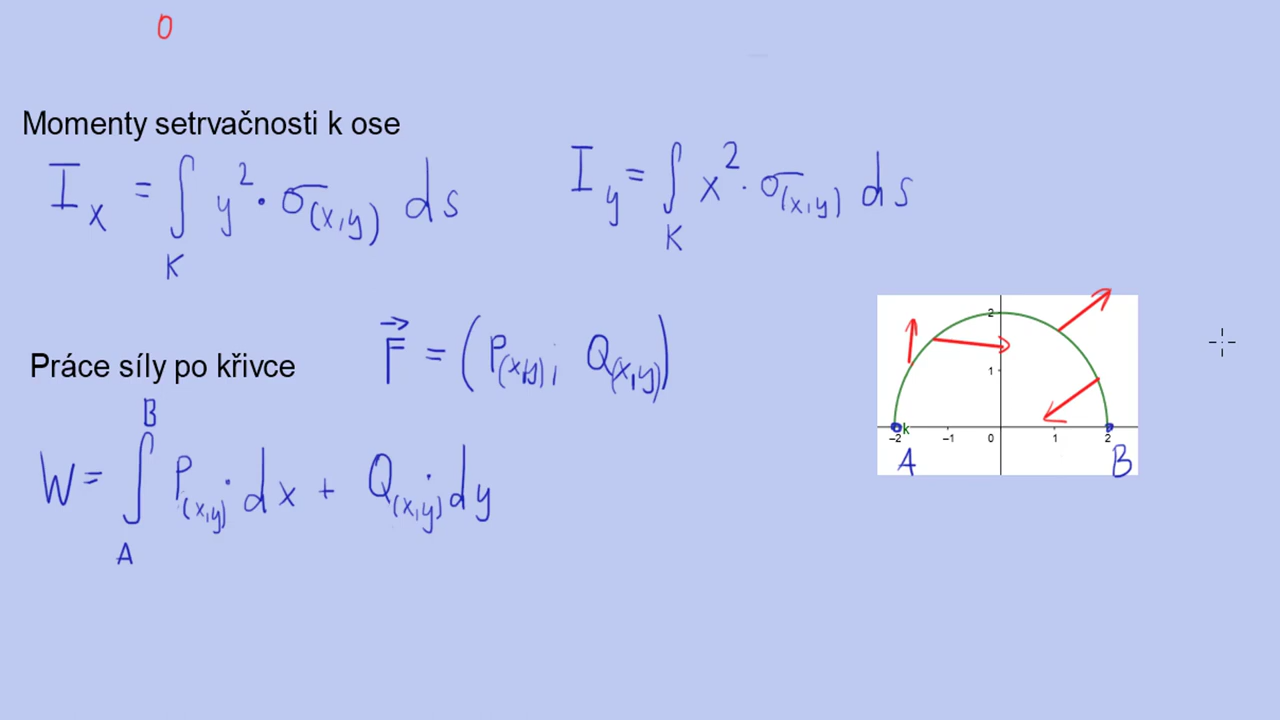 0
Momenty setrvačnosti k ose
I_x = ∫_K y² · σ(x,y) ds
I_y = ∫_K x² · σ(x,y) ds
Práce síly po křivce
F⃗ = (P(x,y); Q(x,y))
W = ∫_A^B P(x,y) · dx + Q(x,y) · dy
2
1
k
-2 -1 0 1 2
A B